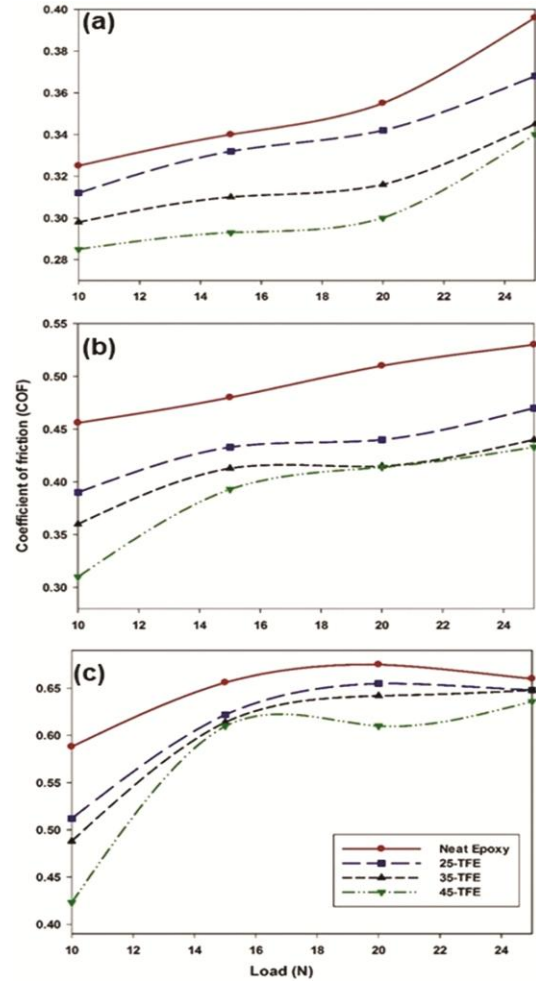 (a)
0.40
0.38
0.36
0.34
0.32
0.30
0.28
10 12 14 16 18 20 22 24
(b)
0.55
0.50
0.45
0.40
0.35
0.30
10 12 14 16 18 20 22 24
Coefficient of friction (COF)
(c)
0.65
0.60
0.55
0.50
0.45
0.40
Neat Epoxy
25-TFE
35-TFE
45-TFE
10 12 14 16 18 20 22 24
Load (N)